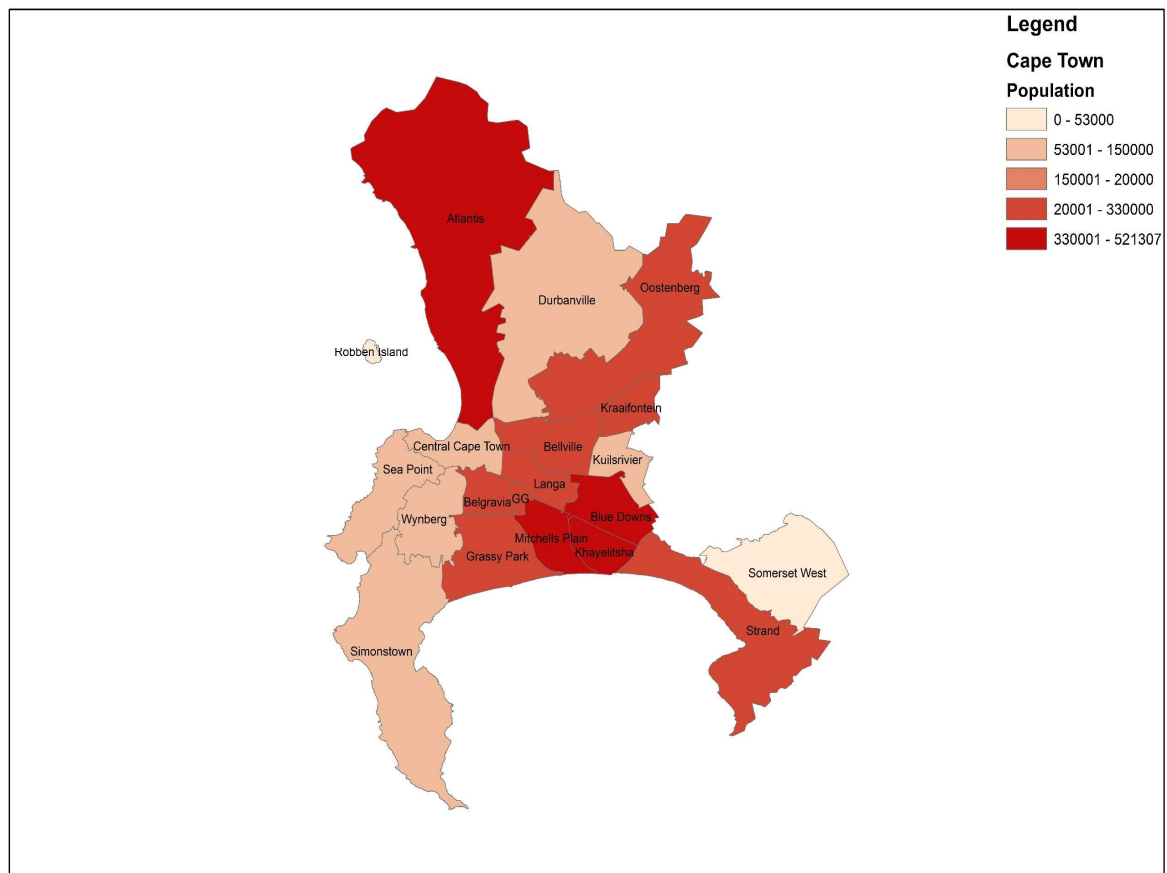 Legend
Cape Town
Population
0 - 53000
53001 - 150000
150001 - 20000
20001 - 330000
330001 - 521307
Atlantis
Oostenberg
Durbanville
Robben Island
Kraaifontein
Central Cape Town
Bellville
Kuilsrivier
Sea Point
Langa
Belgravia
GG
Wynberg
Blue Downs
Mitchells Plain
Khayelitsha
Grassy Park
Somerset West
Strand
Simonstown